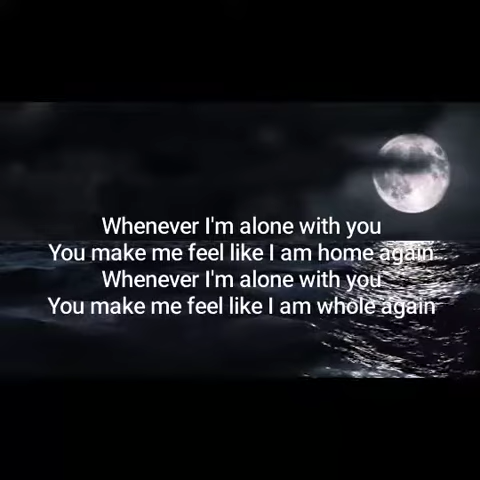 Whenever I'm alone with you
You make me feel like I am home again
Whenever I'm alone with you
You make me feel like I am whole again